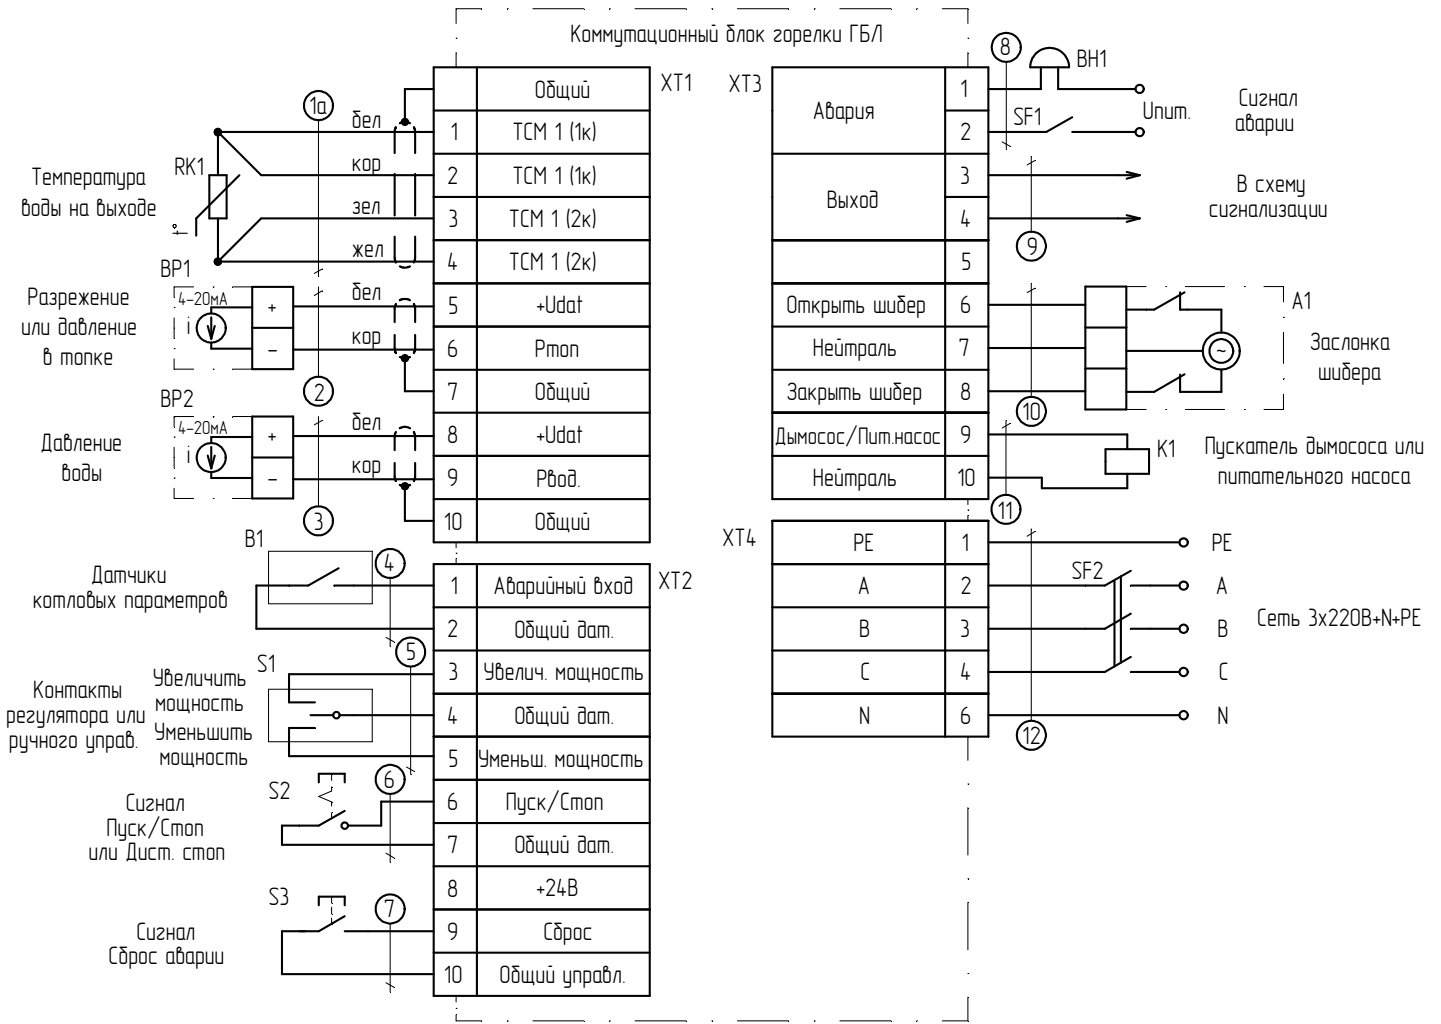 Коммутационный блок горелки ГБЛ
XT1
Общий
1 ТСМ 1 (1к)
2 ТСМ 1 (1к)
3 ТСМ 1 (2к)
4 ТСМ 1 (2к)
5 +Udat
6 Ртоп
7 Общий
8 +Udat
9 Рвод.
10 Общий
1а
бел
кор
зел
жел
RK1
t°
Температура
воды на выходе
BP1
4-20мА
i
+
−
бел
кор
2
Разрежение
или давление
в топке
BP2
4-20мА
i
+
−
бел
кор
3
Давление
воды
XT2
1 Аварийный вход
2 Общий дат.
3 Увелич. мощность
4 Общий дат.
5 Уменьш. мощность
6 Пуск/Стоп
7 Общий дат.
8 +24В
9 Сброс
10 Общий управл.
B1
4
Датчики
котловых параметров
S1
5
Увеличить
мощность
Уменьшить
мощность
Контакты
регулятора или
ручного управ.
S2
6
Сигнал
Пуск/Стоп
или Дист. стоп
S3
7
Сигнал
Сброс аварии
XT3
Авария
1
2
Выход
3
4
5
Открыть шибер 6
Нейтраль 7
Закрыть шибер 8
Дымосос/Пит.насос 9
Нейтраль 10
8
BH1
SF1
Uпит.
Сигнал
аварии
9
В схему
сигнализации
10
A1
~
Заслонка
шибера
11
K1
Пускатель дымососа или
питательного насоса
XT4
PE 1
A 2
B 3
C 4
N 6
SF2
12
PE
A
B
C
N
Сеть 3х220В+N+PE